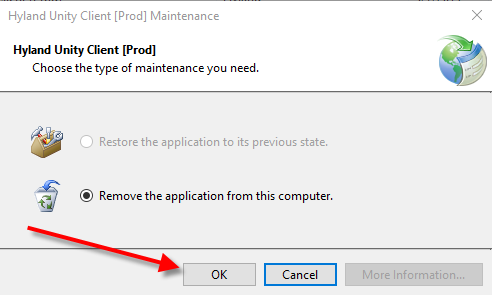 Hyland Unity Client [Prod] Maintenance
Hyland Unity Client [Prod]
Choose the type of maintenance you need.
Restore the application to its previous state.
Remove the application from this computer.
OK
Cancel
More Information...